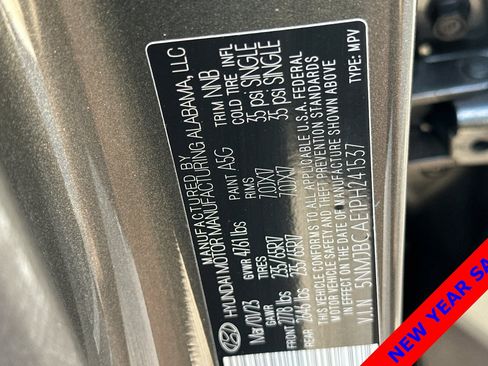 MANUFACTURED BY
HYUNDAI MOTOR MANUFACTURING ALABAMA, LLC
Mar/01/23 GVWR 4761 lbs PAINT A5G TRIM NNB
GAWR TIRES RIMS COLD TIRE INFL
FRONT 2778 lbs 235/65R17 7.0JX17 35 psi SINGLE
REAR 2646 lbs 235/65R17 7.0JX17 35 psi SINGLE
THIS VEHICLE CONFORMS TO ALL APPLICABLE U.S.A. FEDERAL
MOTOR VEHICLE SAFETY AND THEFT PREVENTION STANDARDS
IN EFFECT ON THE DATE OF MANUFACTURE SHOWN ABOVE.
V.I.N 5NMJBCAE1PH241537 TYPE: MPV
NEW YEAR SA